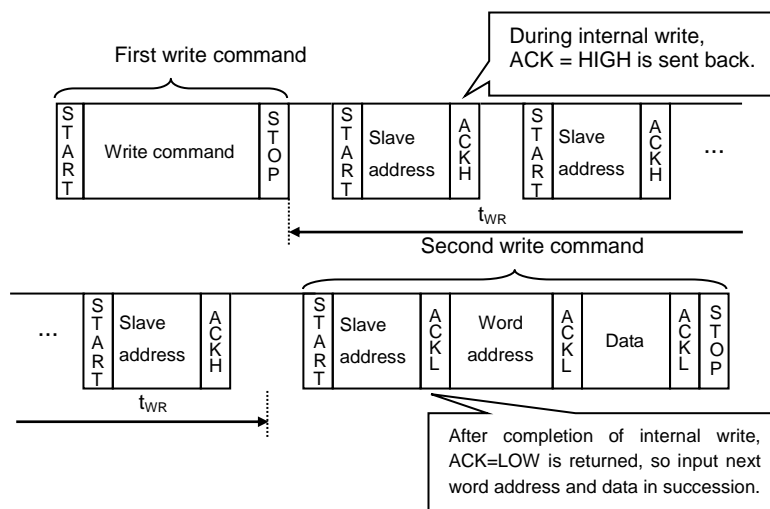 First write command
During internal write,
ACK = HIGH is sent back.
START
Write command
STOP
START
Slave
address
ACKH
START
Slave
address
ACKH
...
tWR
Second write command
...
START
Slave
address
ACKH
START
Slave
address
ACKL
Word
address
ACKL
Data
ACKL
STOP
tWR
After completion of internal write,
ACK=LOW is returned, so input next
word address and data in succession.